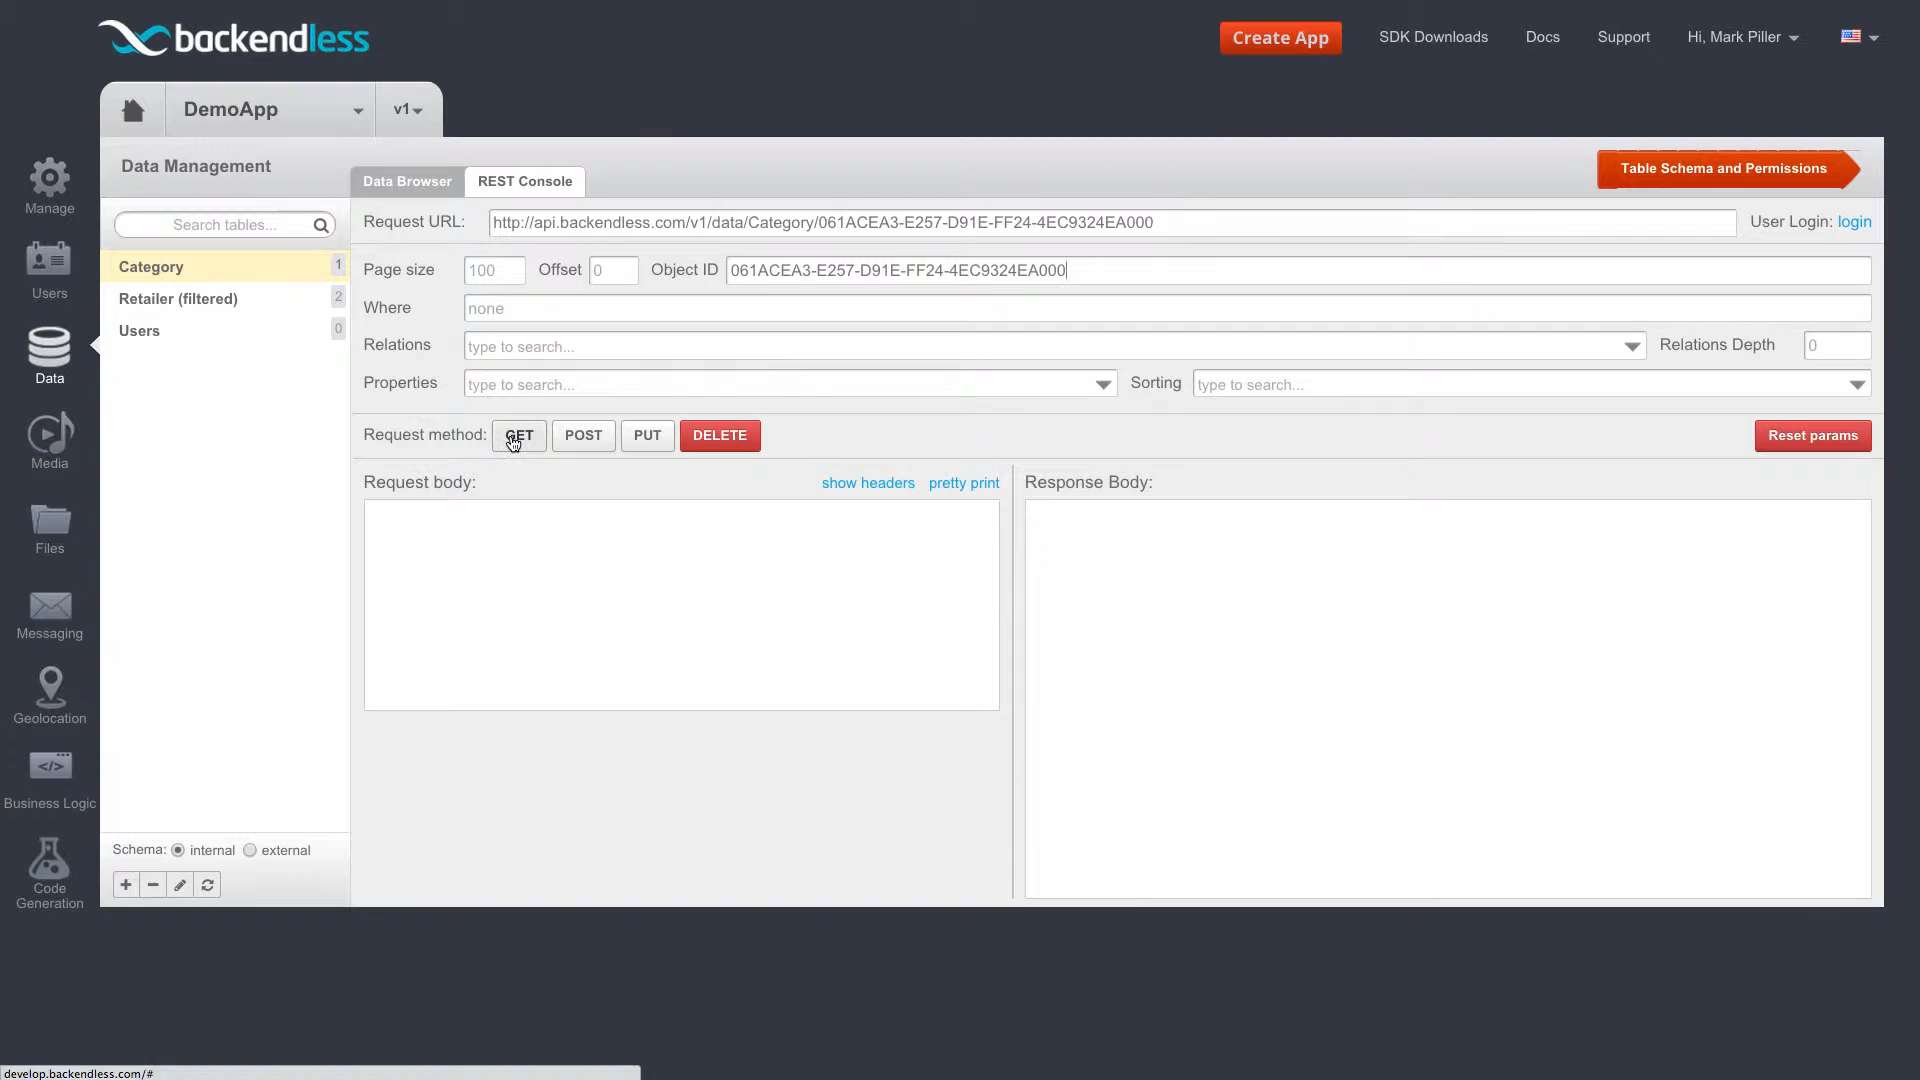 backendless
Create App
SDK Downloads
Docs
Support
Hi, Mark Piller
DemoApp
v1
Data Management
Data Browser
REST Console
Table Schema and Permissions
Manage
Users
Data
Media
Files
Messaging
Geolocation
</>
Business Logic
Code
Generation
Search tables...
Category 1
Retailer (filtered) 2
Users 0
Schema: internal external
Request URL: http://api.backendless.com/v1/data/Category/061ACEA3-E257-D91E-FF24-4EC9324EA000 User Login: login
Page size 100 Offset 0 Object ID 061ACEA3-E257-D91E-FF24-4EC9324EA000
Where none
Relations type to search... Relations Depth 0
Properties type to search... Sorting type to search...
Request method: GET POST PUT DELETE Reset params
Request body: show headers pretty print Response Body:
develop.backendless.com/#